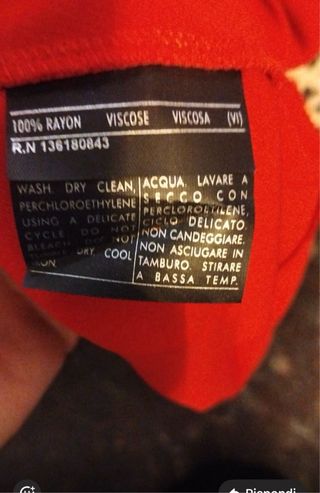 100% RAYON VISCOSE VISCOSA (VI)
R.N 136180843
WASH. DRY CLEAN,
PERCHLOROETHYLENE
USING A DELICATE
CYCLE. DO NOT
BLEACH. DO NOT
DRY. COOL
ACQUA. LAVARE A
SECCO CON
PERCLOROETILENE,
CICLO DELICATO.
NON CANDEGGIARE.
NON ASCIUGARE IN
TAMBURO. STIRARE
A BASSA TEMP.
Rispondi